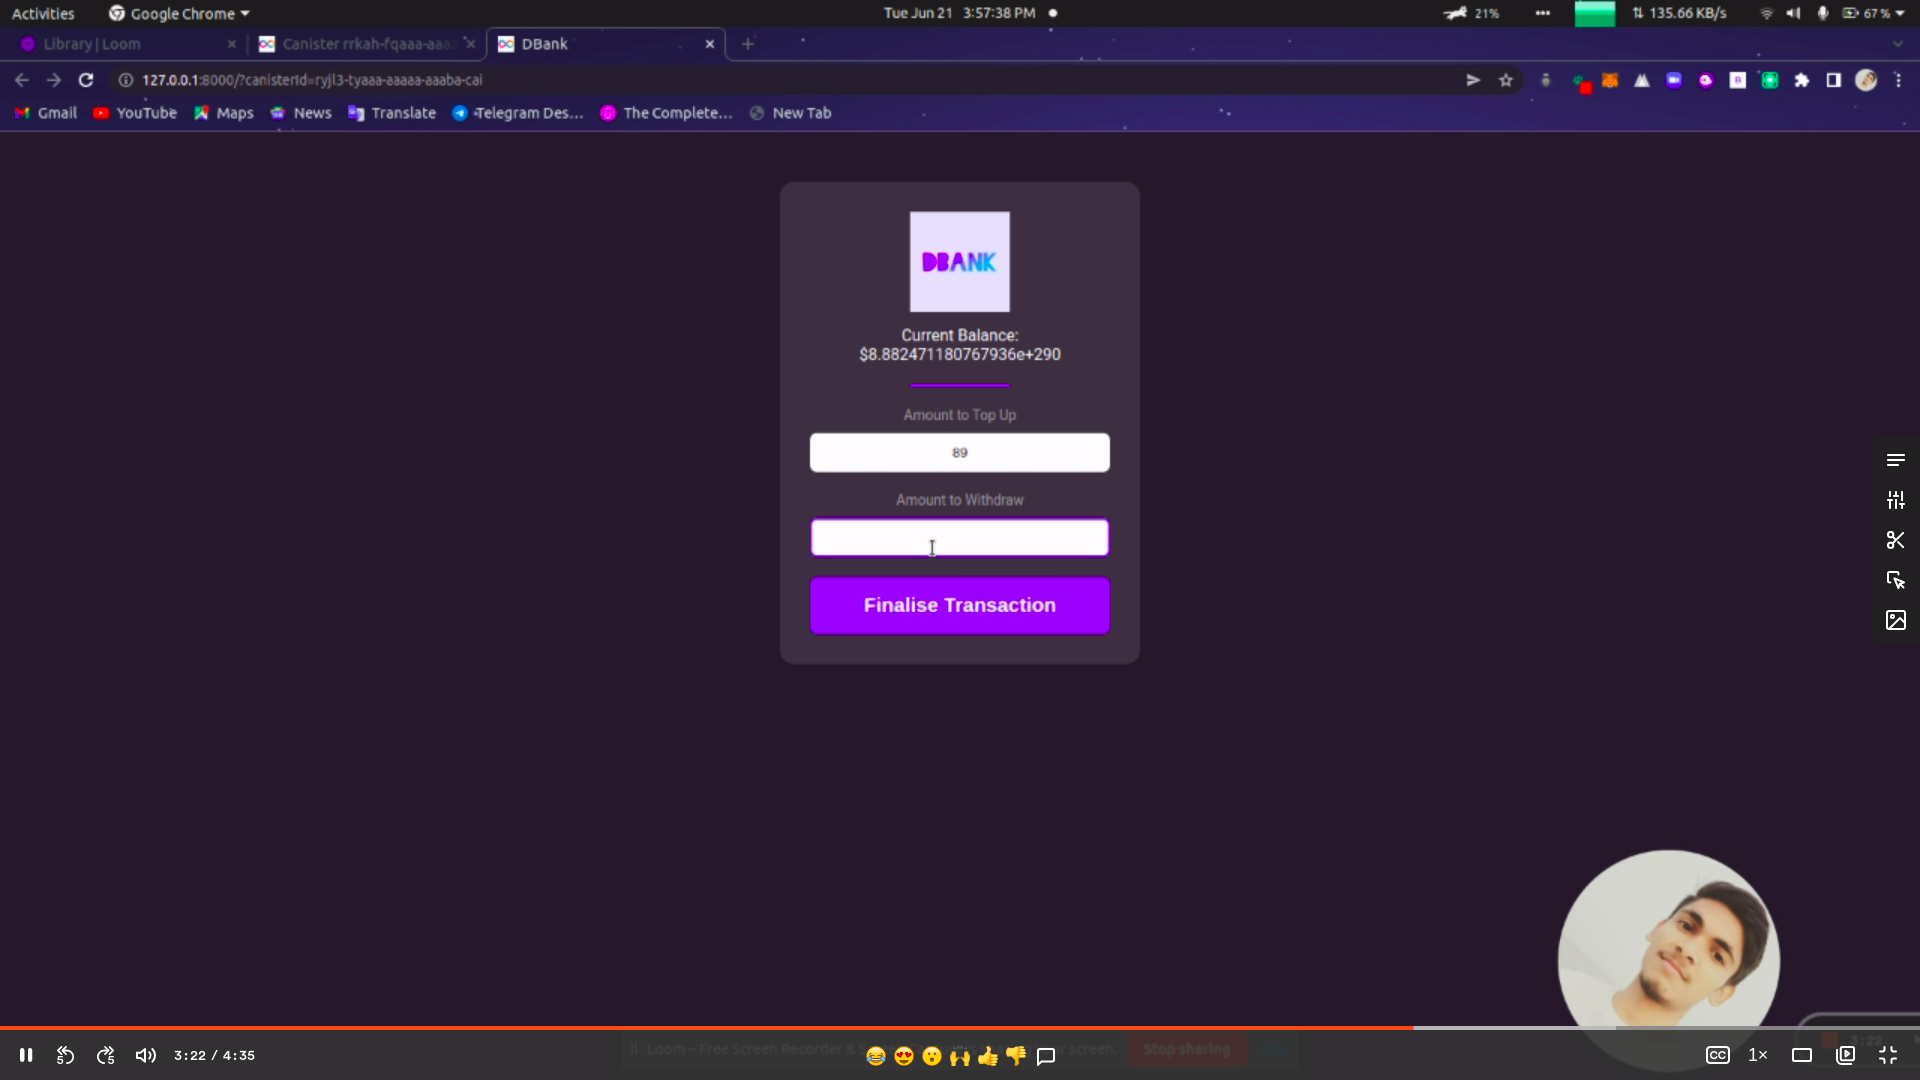 Activities
Google Chrome
Tue Jun 21 3:57:38 PM
21%
135.66 KB/s
67 %
Library | Loom
Canister rrkah-fqaaa-aaa
DBank
127.0.0.1:8000/?canisterId=ryjl3-tyaaa-aaaaa-aaaba-cai
Gmail
YouTube
Maps
News
Translate
Telegram Des...
The Complete...
New Tab
DBANK
Current Balance:
$8.882471180767936e+290
Amount to Top Up
89
Amount to Withdraw
Finalise Transaction
3:22 / 4:35
Loom – Free Screen Recorder &
screen.
Stop sharing
3:22
CC
1×